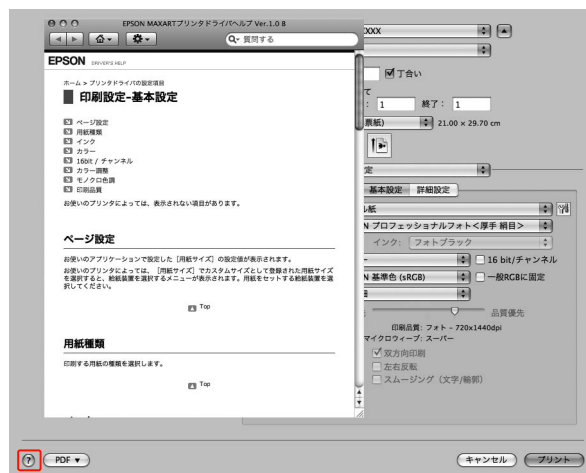 EPSON MAXARTプリンタドライバヘルプ Ver.1.0 B
質問する
EPSON DRIVER'S HELP
ホーム > プリンタドライバの設定項目
印刷設定-基本設定
ページ設定
用紙種類
インク
カラー
16bit / チャンネル
カラー調整
モノクロ色調
印刷品質
お使いのプリンタによっては、表示されない項目があります。
ページ設定
お使いのアプリケーションで設定した［用紙サイズ］の設定値が表示されます。
お使いのプリンタによっては、［用紙サイズ］でカスタムサイズとして登録された用紙サイズ
を選択すると、給紙装置を選択するメニューが表示されます。用紙をセットする給紙装置を選
択してください。
Top
用紙種類
印刷する用紙の種類を選択します。
Top
XXX
丁合い
て
: 1 終了: 1
票紙) 21.00 × 29.70 cm
定
基本設定 詳細設定
ル紙
N プロフェッショナルフォト<厚手 絹目>
インク: フォトブラック
ー 16 bit/チャンネル
N 基準色 (sRGB) 一般RGBに固定
細
品質優先
印刷品質: フォト - 720x1440dpi
マイクロウィーブ: スーパー
双方向印刷
左右反転
スムージング（文字/輪郭）
? PDF ▼ キャンセル プリント